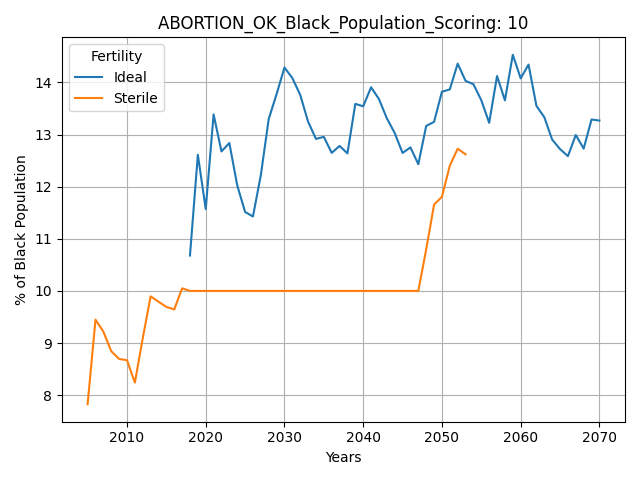 ABORTION_OK_Black_Population_Scoring: 10
Fertility
Ideal
Sterile
% of Black Population
14
13
12
11
10
9
8
2010 2020 2030 2040 2050 2060 2070
Years